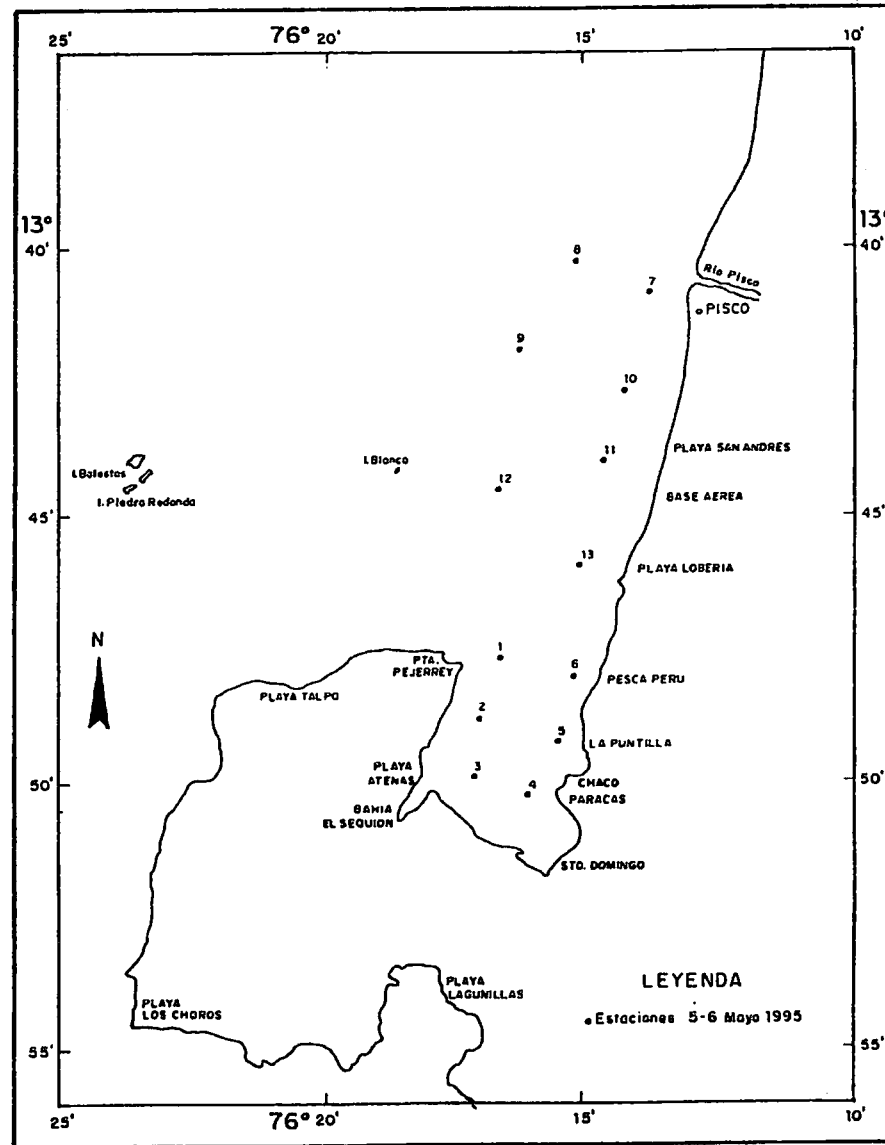 25'
76° 20'
15'
10'
13°
40'
13°
40'
8
7
Río Pisco
PISCO
9
10
I.Ballestas
I. Piedra Redonda
I.Blanca
12
11
PLAYA SAN ANDRES
BASE AEREA
45'
45'
13
PLAYA LOBERIA
N
1
6
PTA.
PEJERREY
PESCA PERU
PLAYA TALPO
2
5
LA PUNTILLA
PLAYA
ATENAS
3
4
CHACO
PARACAS
50'
50'
BAHIA
EL SEQUION
STO. DOMINGO
PLAYA
LAGUNILLAS
LEYENDA
PLAYA
LOS CHOROS
Estaciones 5-6 Mayo 1995
55'
55'
25'
76° 20'
15'
10'